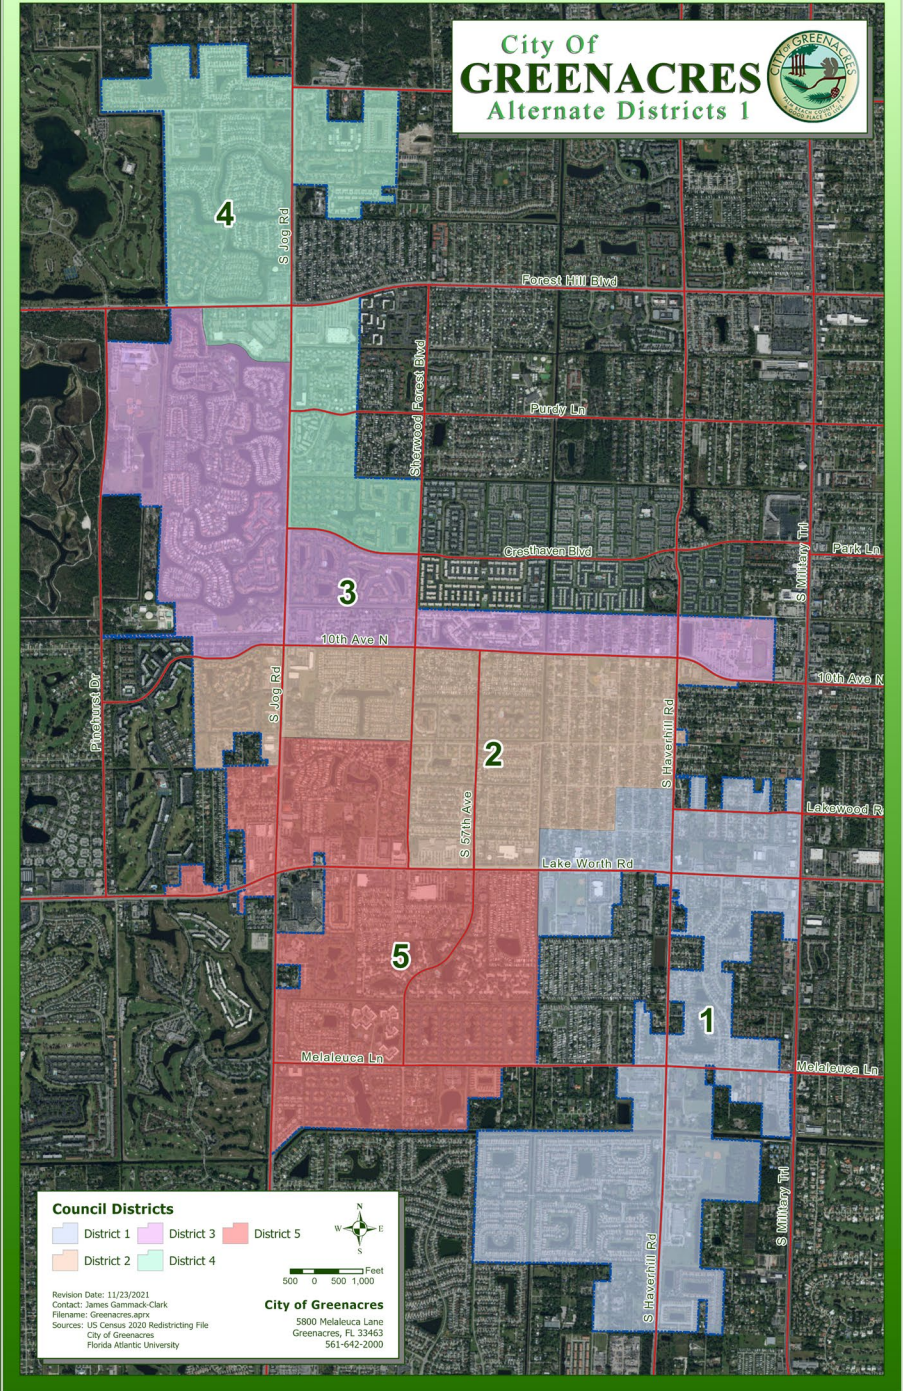 City Of
GREENACRES
Alternate Districts 1
CITY OF GREENACRES
4
S Jog Rd
Forest Hill Blvd
Sherwood Forest Blvd
Purdy Ln
S Military Trl
Cresthaven Blvd
Park Ln
3
10th Ave N
10th Ave N
Pinehurst Dr
S Jog Rd
S Haverhill Rd
2
S 57th Ave
Lakewood R
Lake Worth Rd
5
1
Melaleuca Ln
Melaleuca Ln
S Military Trl
S Haverhill Rd
Council Districts
District 1
District 3
District 5
District 2
District 4
N
W E
S
Feet
500 0 500 1,000
Revision Date: 11/23/2021
Contact: James Gammack-Clark
Filename: Greenacres.aprx
Sources: US Census 2020 Redistricting File
City of Greenacres
Florida Atlantic University
City of Greenacres
5800 Melaleuca Lane
Greenacres, FL 33463
561-642-2000